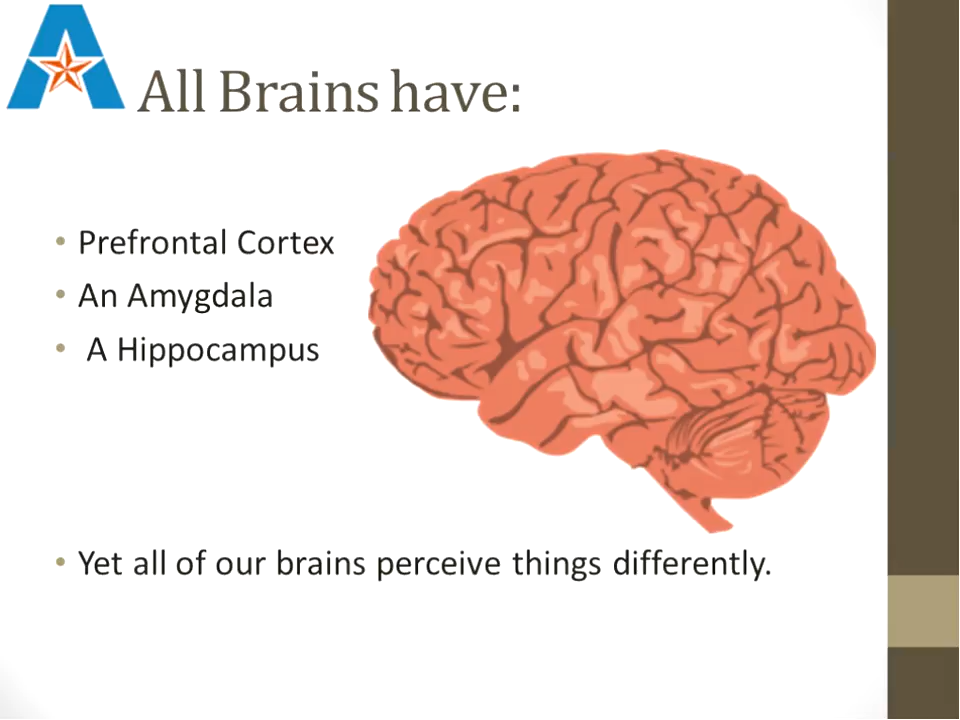 All Brains have:
• Prefrontal Cortex
• An Amygdala
• A Hippocampus
• Yet all of our brains perceive things differently.